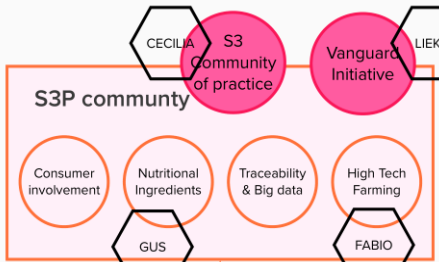 CECILIA
S3
Community
of practice
Vanguard
Initiative
LIEK
S3P communty
Consumer
involvement
Nutritional
Ingredients
Traceability
& Big data
High Tech
Farming
GUS
FABIO